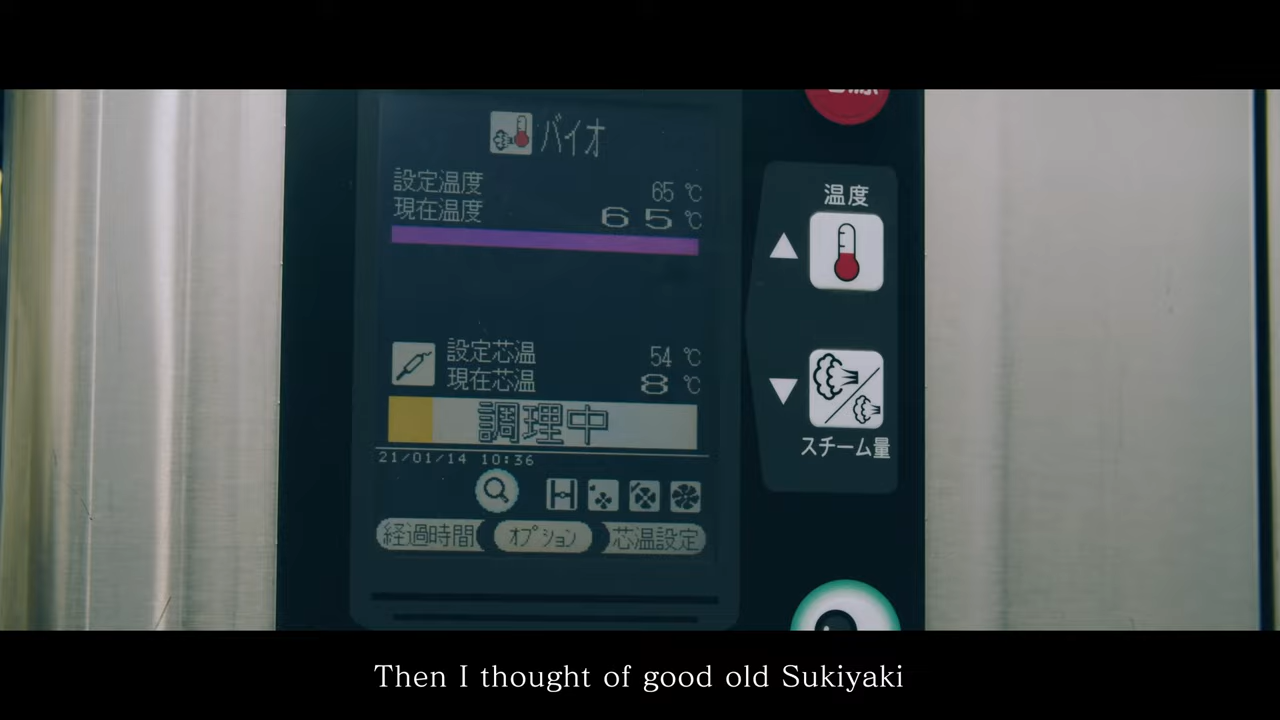 バイオ
設定温度 65 ℃
現在温度 65℃
設定芯温 54 ℃
現在芯温 8 ℃
調理中
21/01/14 10:36
経過時間 オプション 芯温設定
温度
スチーム量
Then I thought of good old Sukiyaki